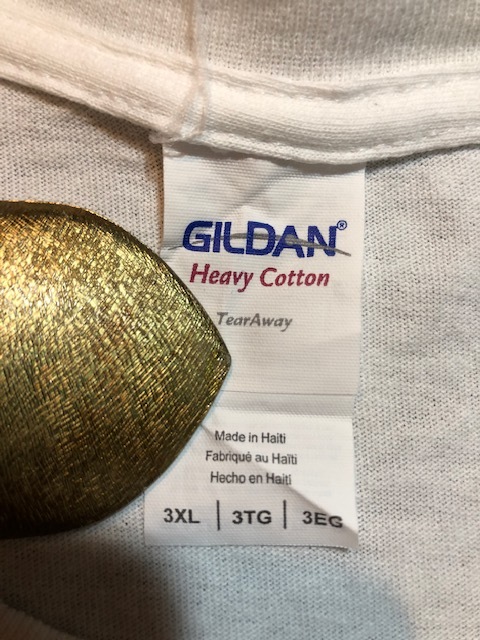 GILDAN®
Heavy Cotton
TearAway
Made in Haiti
Fabriqué au Haïti
Hecho en Haití
3XL | 3TG | 3EG